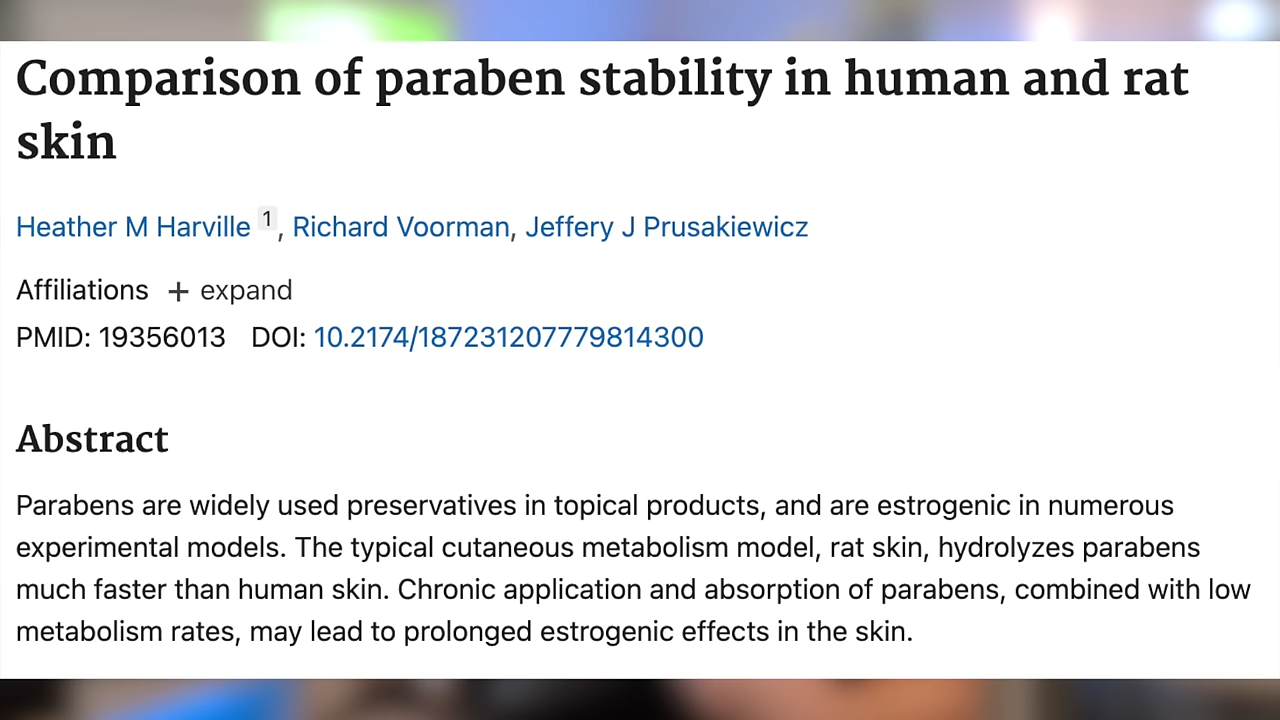 Comparison of paraben stability in human and rat
skin
Heather M Harville 1, Richard Voorman, Jeffery J Prusakiewicz
Affiliations + expand
PMID: 19356013 DOI: 10.2174/187231207779814300
Abstract
Parabens are widely used preservatives in topical products, and are estrogenic in numerous
experimental models. The typical cutaneous metabolism model, rat skin, hydrolyzes parabens
much faster than human skin. Chronic application and absorption of parabens, combined with low
metabolism rates, may lead to prolonged estrogenic effects in the skin.